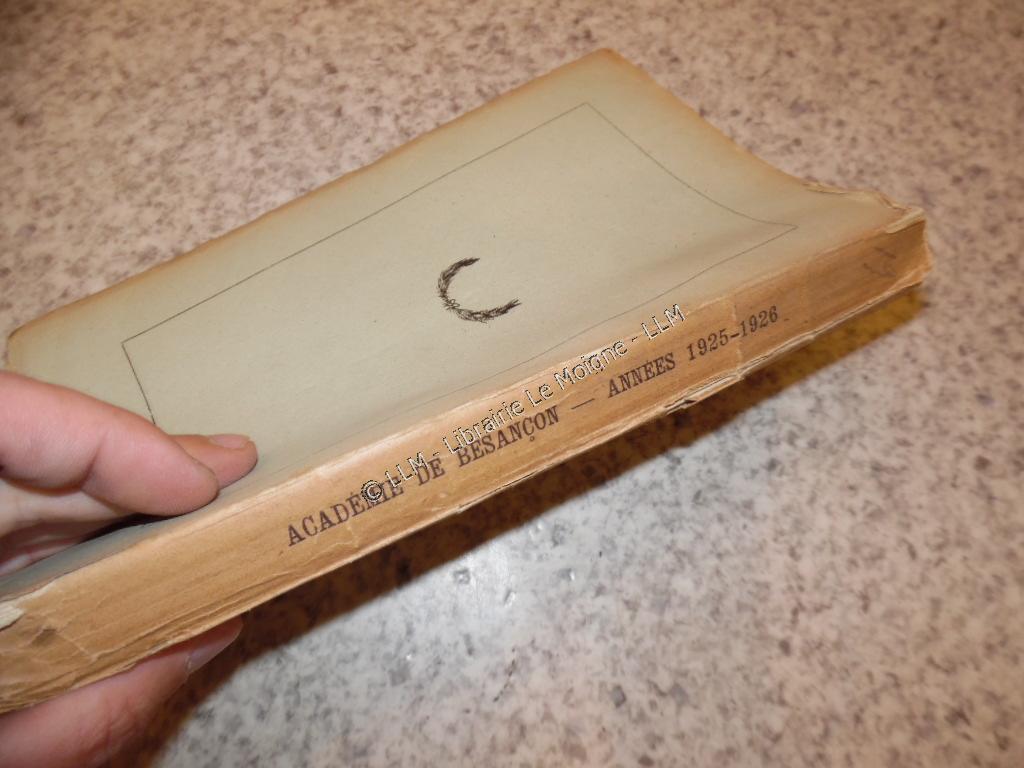 ACADÉMIE DE BESANÇON — ANNÉES 1925-1926
© LLM - Librairie Le Moigne - LLM